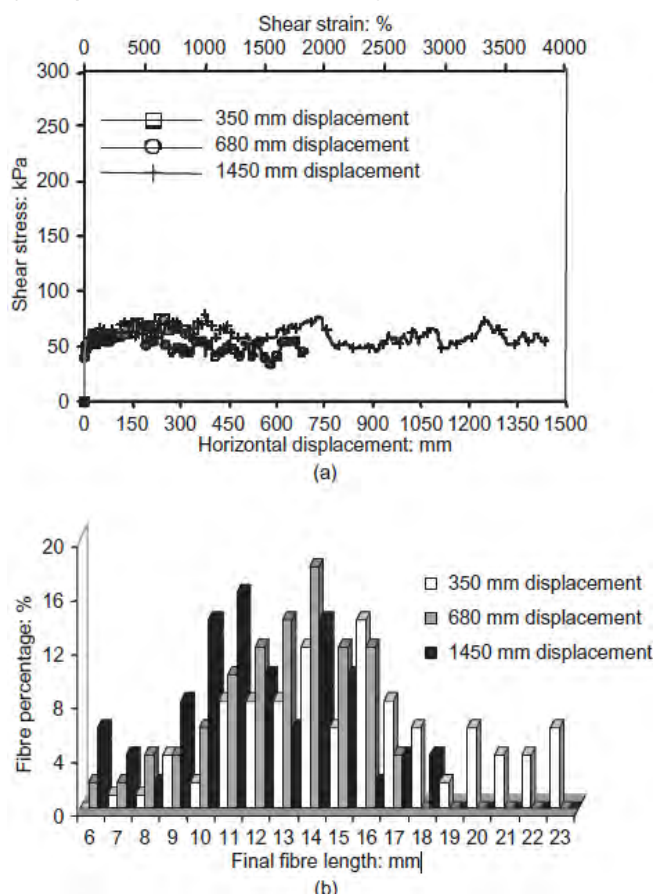 Shear strain: %
0 500 1000 1500 2000 2500 3000 3500 4000
300
250
200
150
100
50
0
Shear stress: kPa
350 mm displacement
680 mm displacement
1450 mm displacement
0 150 300 450 600 750 900 1050 1200 1350 1500
Horizontal displacement: mm
(a)
20
16
12
8
4
0
Fibre percentage: %
350 mm displacement
680 mm displacement
1450 mm displacement
6 7 8 9 10 11 12 13 14 15 16 17 18 19 20 21 22 23
Final fibre length: mm
(b)